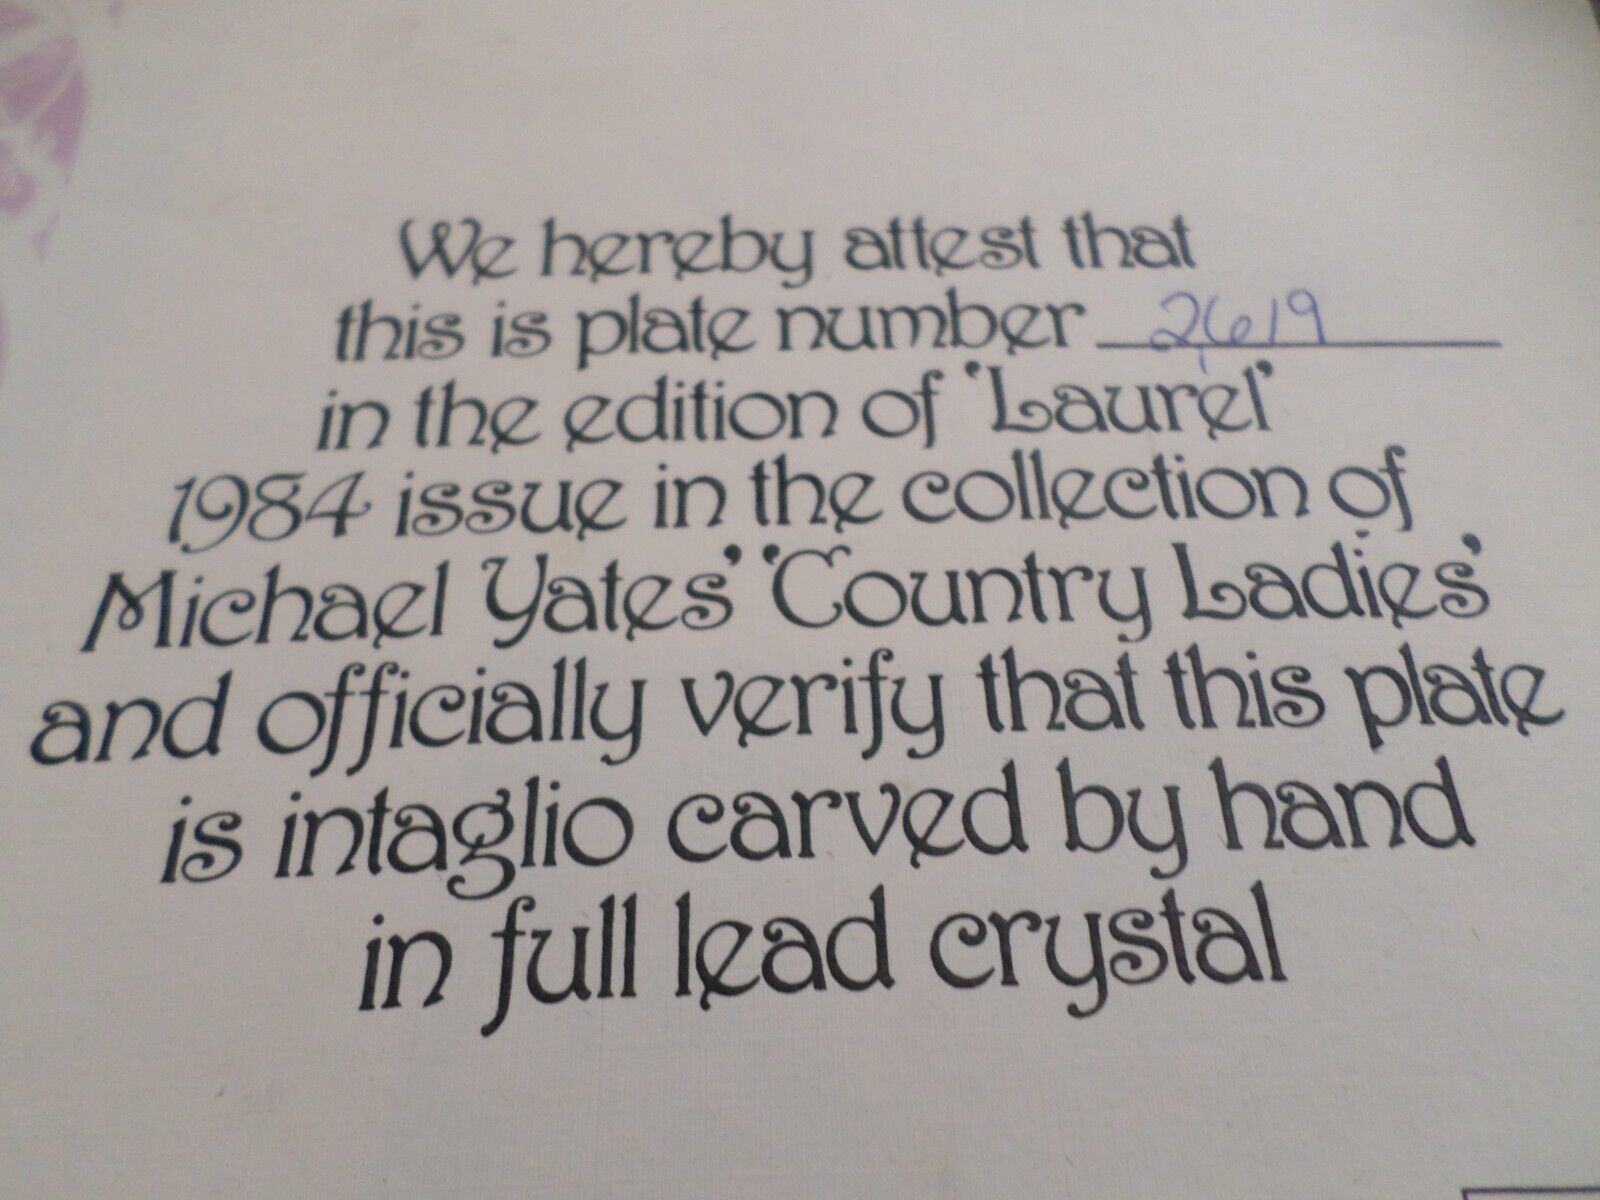 We hereby attest that
this is plate number 2619
in the edition of 'Laurel'
1984 issue in the collection of
Michael Yates' 'Country Ladies'
and officially verify that this plate
is intaglio carved by hand
in full lead crystal